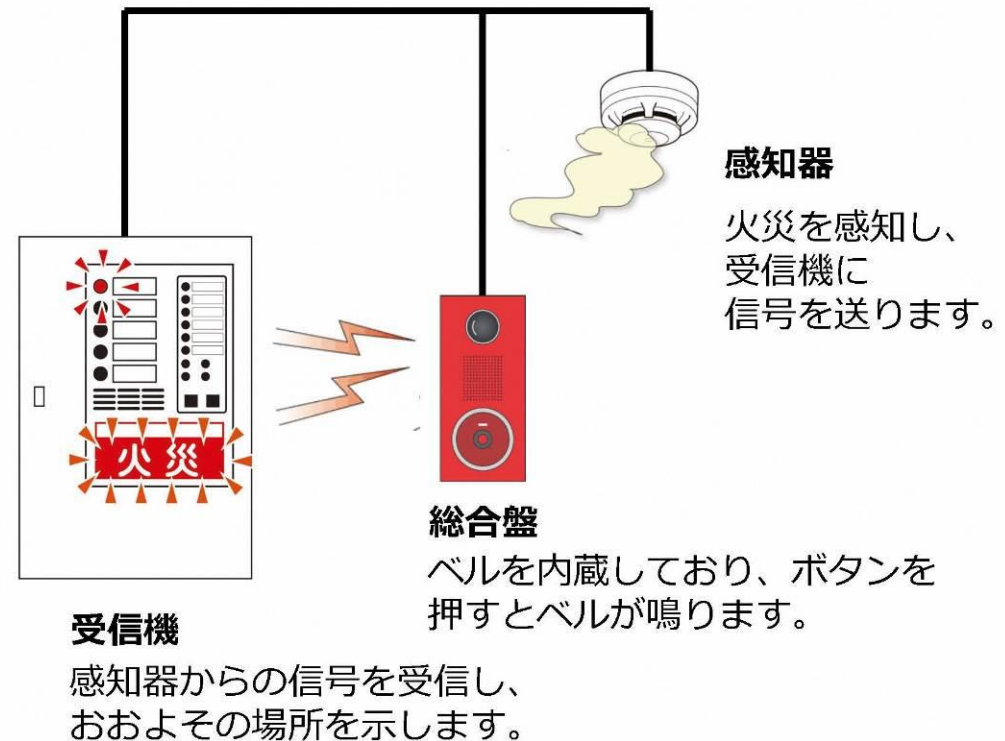 感知器
火災を感知し、
受信機に
信号を送ります。
火災
総合盤
ベルを内蔵しており、ボタンを
押すとベルが鳴ります。
受信機
感知器からの信号を受信し、
おおよその場所を示します。